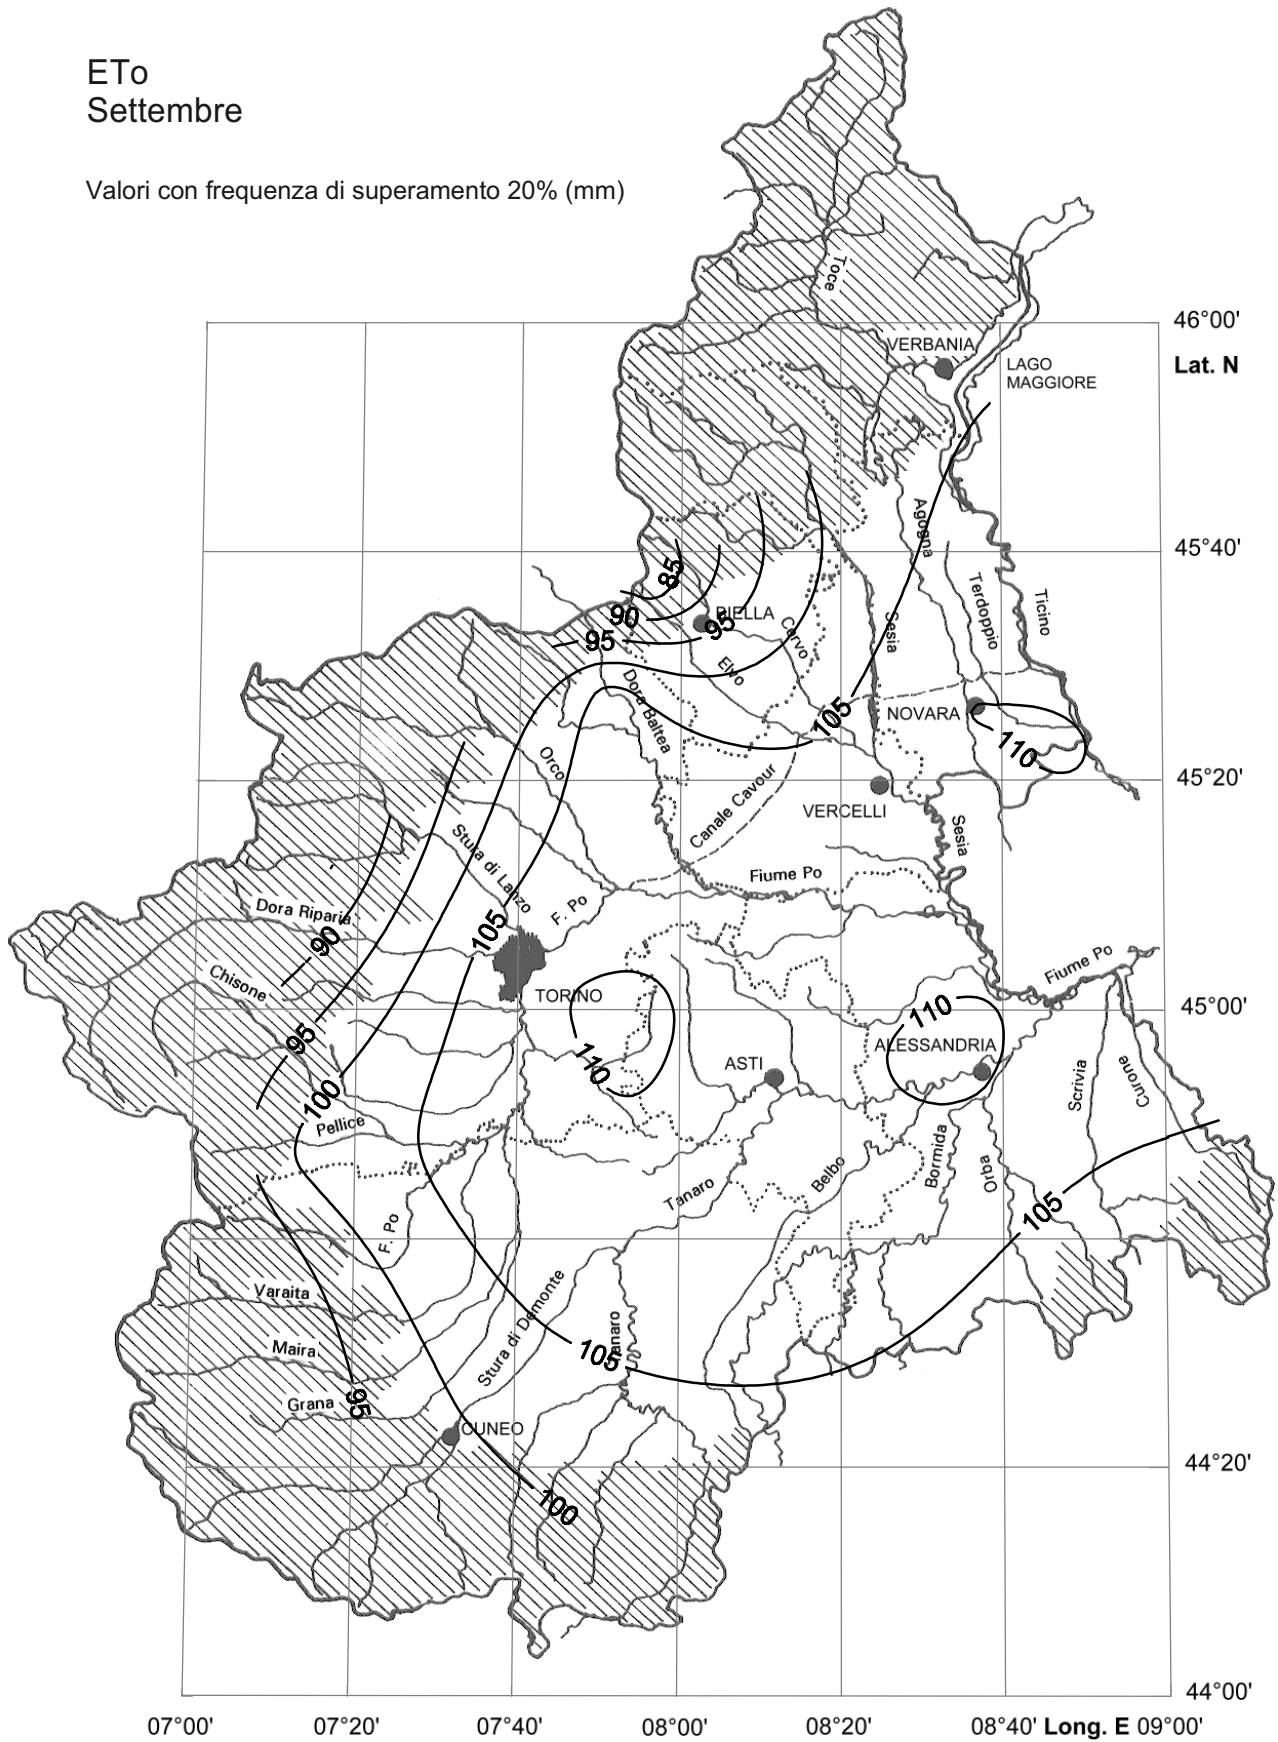 ETo
Settembre
Valori con frequenza di superamento 20% (mm)
Toce
46°00'
VERBANIA
Lat. N
LAGO
MAGGIORE
Agogna
45°40'
85
Terdoppio
Ticino
90
BIELLA
95
95
Cervo
Sesia
Elvo
Dora Baltea
105
NOVARA
110
Orco
45°20'
Canale Cavour
VERCELLI
Stura di Lanzo
Sesia
Fiume Po
Dora Riparia
F. Po
105
90
Fiume Po
Chisone
TORINO
45°00'
110
95
ALESSANDRIA
110
ASTI
Scrivia
Curone
100
Pellice
Bormida
Orba
Belbo
Tanaro
105
F. Po
Varaita
Stura di Demonte
Tanaro
Maira
105
95
Grana
CUNEO
44°20'
100
44°00'
07°00'
07°20'
07°40'
08°00'
08°20'
08°40' Long. E 09°00'